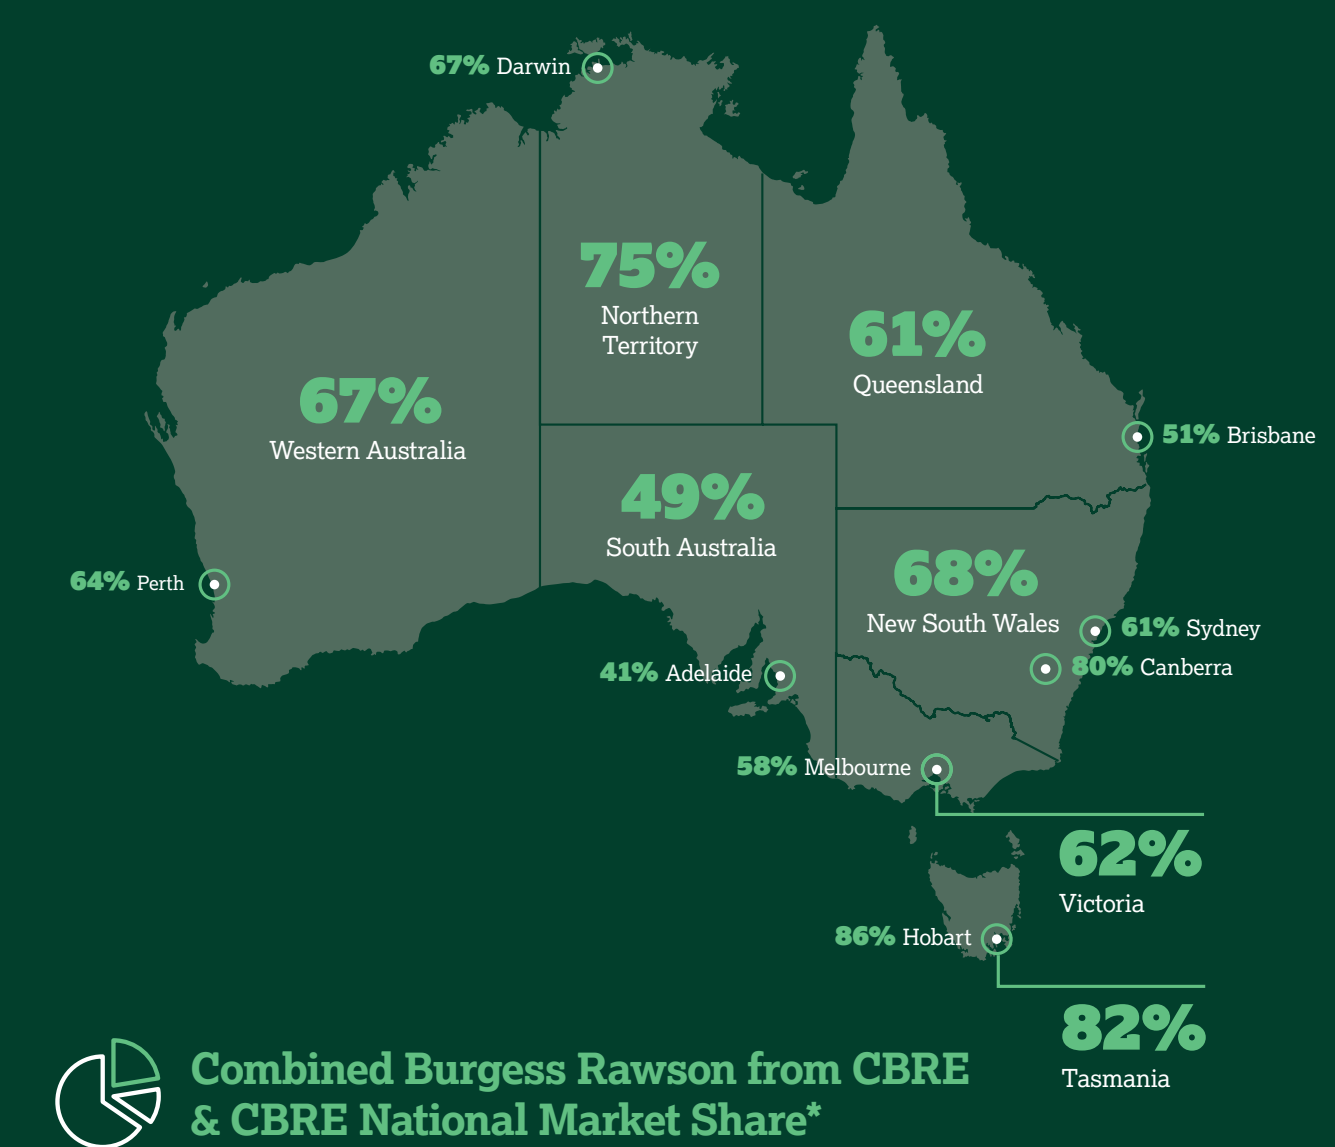 67% Darwin
75%
Northern
Territory
61%
Queensland
67%
Western Australia
51% Brisbane
49%
South Australia
68%
New South Wales
64% Perth
61% Sydney
41% Adelaide
80% Canberra
58% Melbourne
62%
Victoria
86% Hobart
82%
Tasmania
Combined Burgess Rawson from CBRE
& CBRE National Market Share*